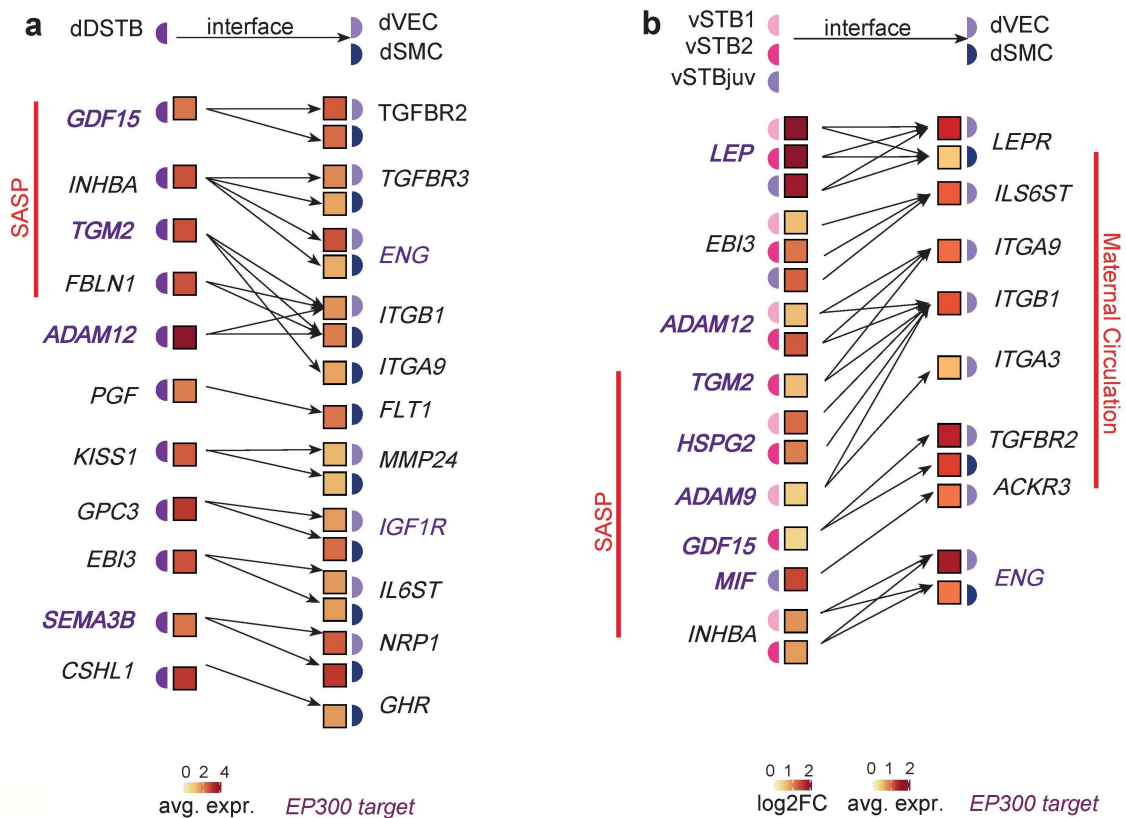 a
dDSTB
interface
dVEC
dSMC
SASP
GDF15
INHBA
TGM2
FBLN1
ADAM12
PGF
KISS1
GPC3
EBI3
SEMA3B
CSHL1
TGFBR2
TGFBR3
ENG
ITGB1
ITGA9
FLT1
MMP24
IGF1R
IL6ST
NRP1
GHR
0 2 4
avg. expr.
EP300 target
b
vSTB1
vSTB2
vSTBjuv
interface
dVEC
dSMC
LEP
EBI3
ADAM12
TGM2
HSPG2
ADAM9
GDF15
MIF
INHBA
SASP
LEPR
ILS6ST
ITGA9
ITGB1
ITGA3
TGFBR2
ACKR3
ENG
Maternal Circulation
0 1 2
log2FC
0 1 2
avg. expr.
EP300 target